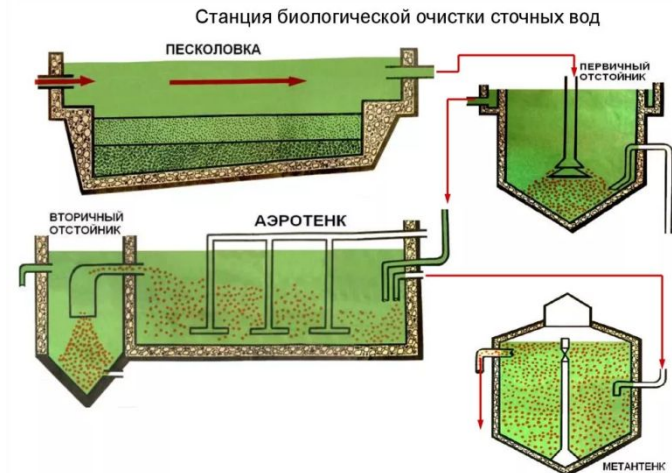 Станция биологической очистки сточных вод
ПЕСКОЛОВКА
ПЕРВИЧНЫЙ
ОТСТОЙНИК
ВТОРИЧНЫЙ
ОТСТОЙНИК
АЭРОТЕНК
МЕТАНТЕНК